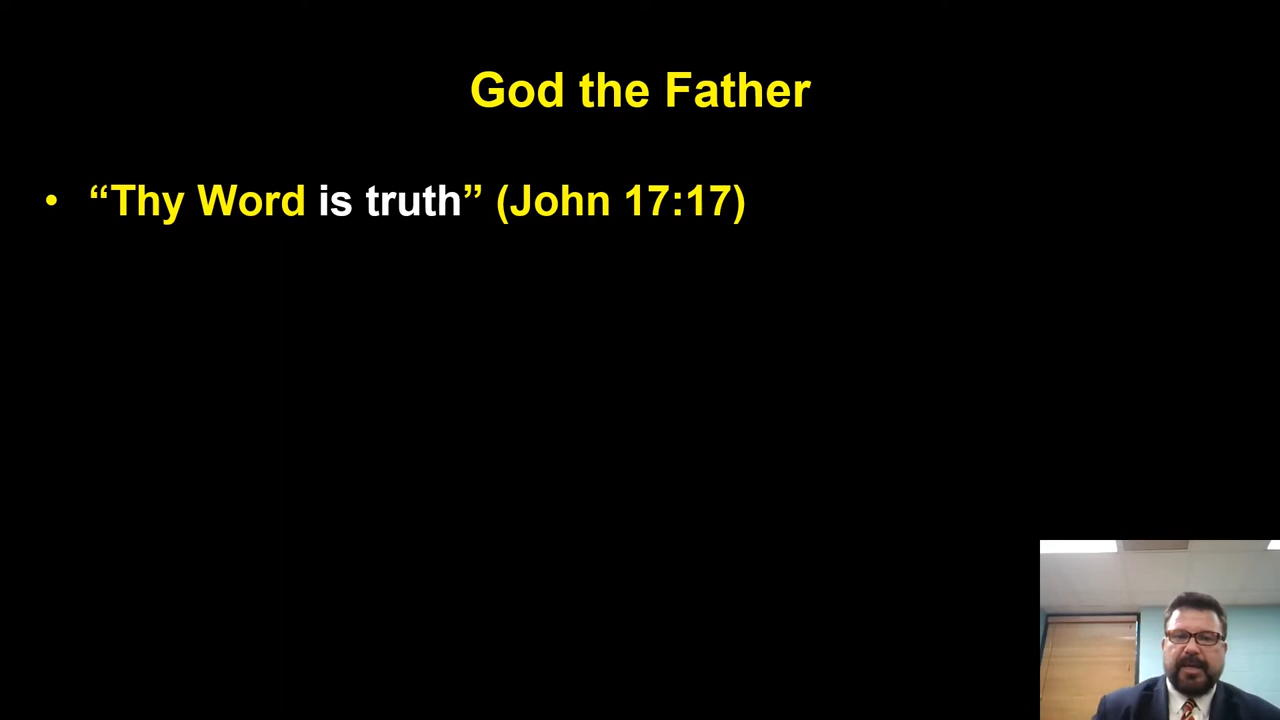 God the Father
• “Thy Word is truth” (John 17:17)